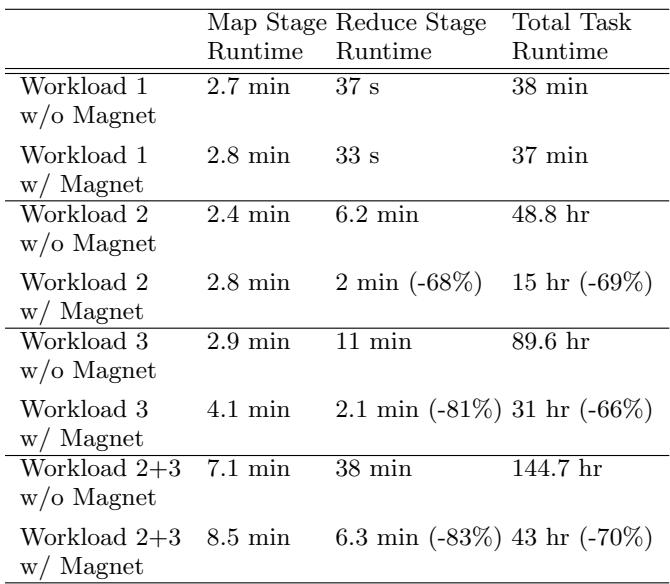 Map Stage Reduce Stage Total Task
Runtime Runtime Runtime
Workload 1 2.7 min 37 s 38 min
w/o Magnet
Workload 1 2.8 min 33 s 37 min
w/ Magnet
Workload 2 2.4 min 6.2 min 48.8 hr
w/o Magnet
Workload 2 2.8 min 2 min (-68%) 15 hr (-69%)
w/ Magnet
Workload 3 2.9 min 11 min 89.6 hr
w/o Magnet
Workload 3 4.1 min 2.1 min (-81%) 31 hr (-66%)
w/ Magnet
Workload 2+3 7.1 min 38 min 144.7 hr
w/o Magnet
Workload 2+3 8.5 min 6.3 min (-83%) 43 hr (-70%)
w/ Magnet